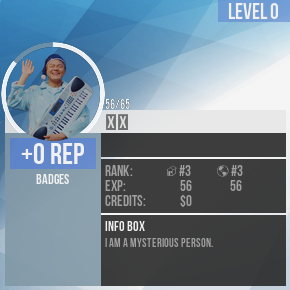 LEVEL 0
56/65
XX
+0 REP
BADGES
RANK: #3 #3
EXP: 56 56
CREDITS: $0
INFO BOX
I AM A MYSTERIOUS PERSON.